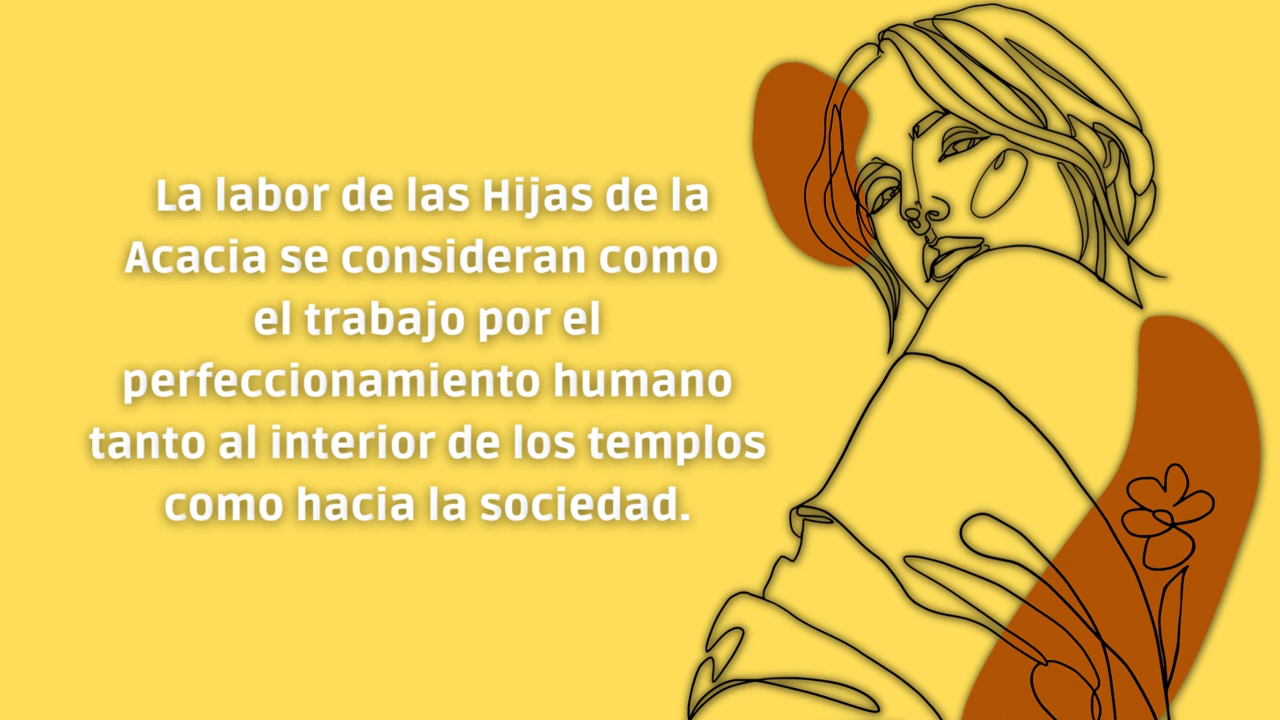 La labor de las Hijas de la
Acacia se consideran como
el trabajo por el
perfeccionamiento humano
tanto al interior de los templos
como hacia la sociedad.